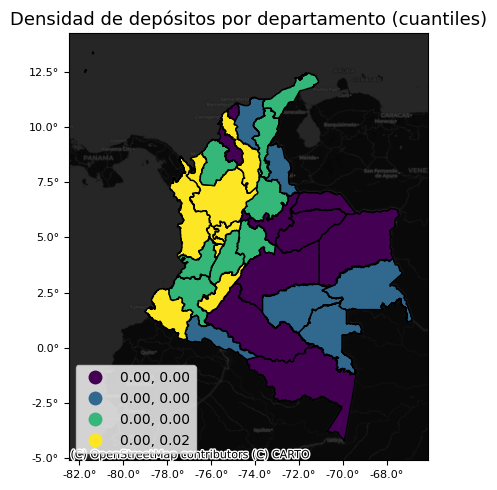 Densidad de depósitos por departamento (cuantiles)
12.5°
10.0°
7.5°
5.0°
2.5°
0.0°
-2.5°
-5.0°
PANAMA
CARACAS
0.00, 0.00
0.00, 0.00
0.00, 0.00
0.00, 0.02
(C) OpenStreetMap contributors (C) CARTO
-82.0° -80.0° -78.0° -76.0° -74.0° -72.0° -70.0° -68.0°